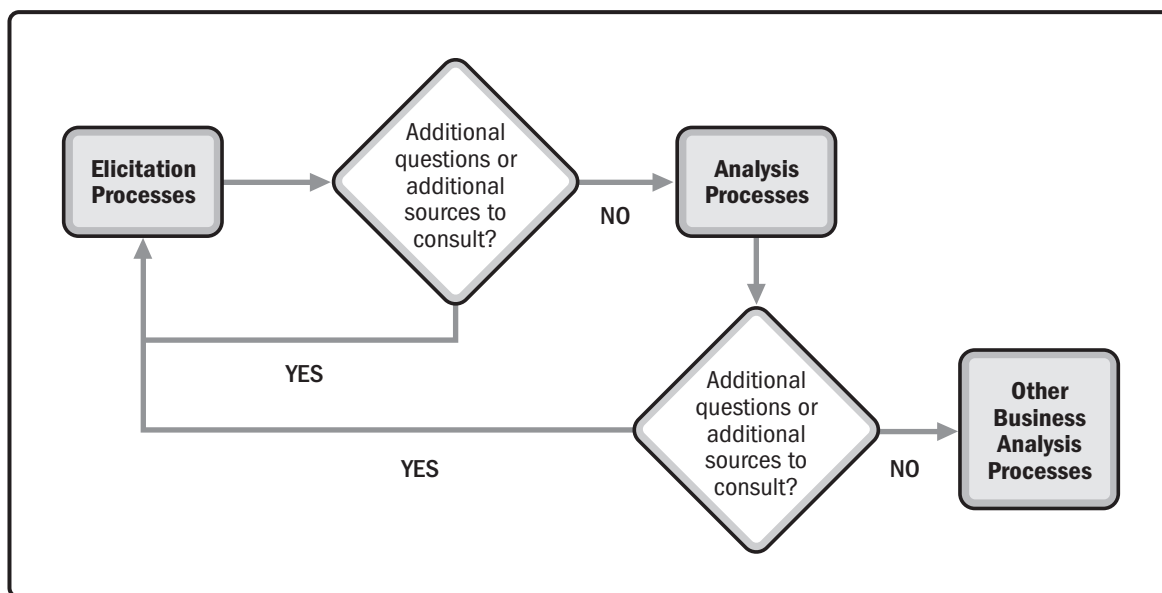 Elicitation
Processes
Additional
questions or
additional
sources to
consult?
NO
Analysis
Processes
YES
Additional
questions or
additional
sources to
consult?
YES
NO
Other
Business
Analysis
Processes